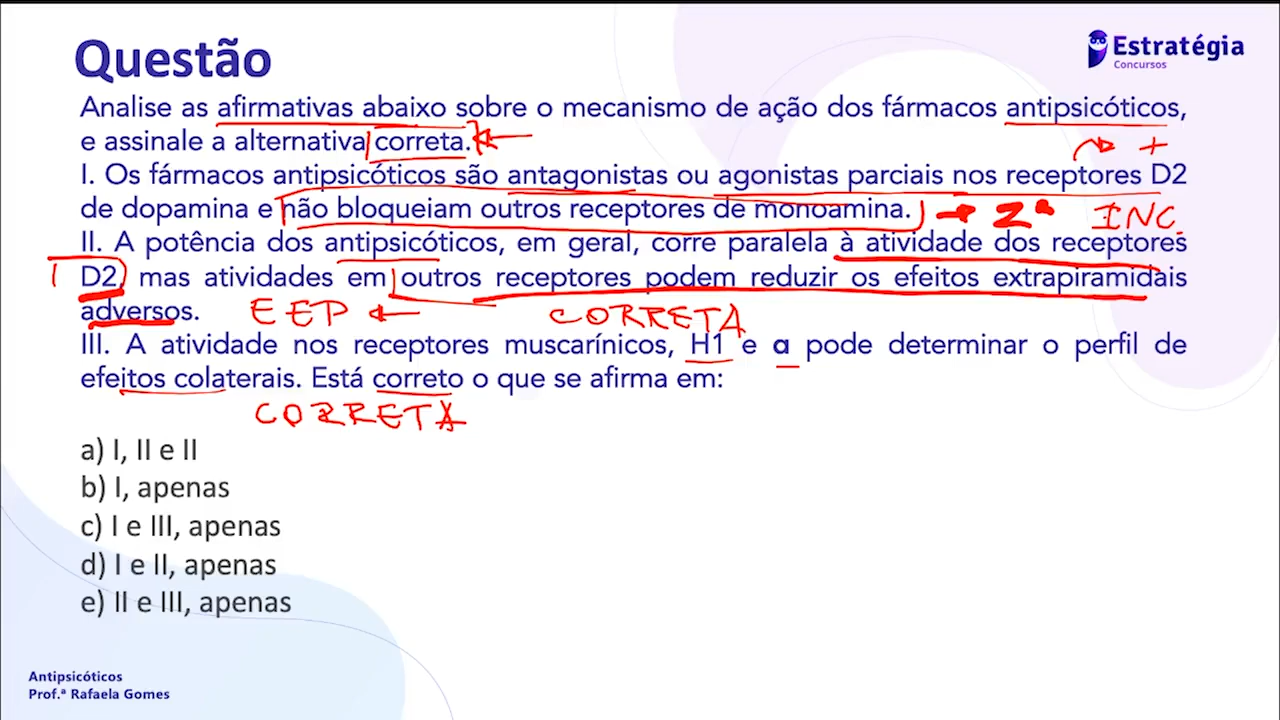 Questão
Estratégia
Concursos
Analise as afirmativas abaixo sobre o mecanismo de ação dos fármacos antipsicóticos,
e assinale a alternativa correta.
I. Os fármacos antipsicóticos são antagonistas ou agonistas parciais nos receptores D2
de dopamina e não bloqueiam outros receptores de monoamina. → 2ª INC.
II. A potência dos antipsicóticos, em geral, corre paralela à atividade dos receptores
D2, mas atividades em outros receptores podem reduzir os efeitos extrapiramidais
adversos. EEP ← CORRETA
III. A atividade nos receptores muscarínicos, H1 e α pode determinar o perfil de
efeitos colaterais. Está correto o que se afirma em:
CORRETA
a) I, II e II
b) I, apenas
c) I e III, apenas
d) I e II, apenas
e) II e III, apenas
Antipsicóticos
Prof.ª Rafaela Gomes